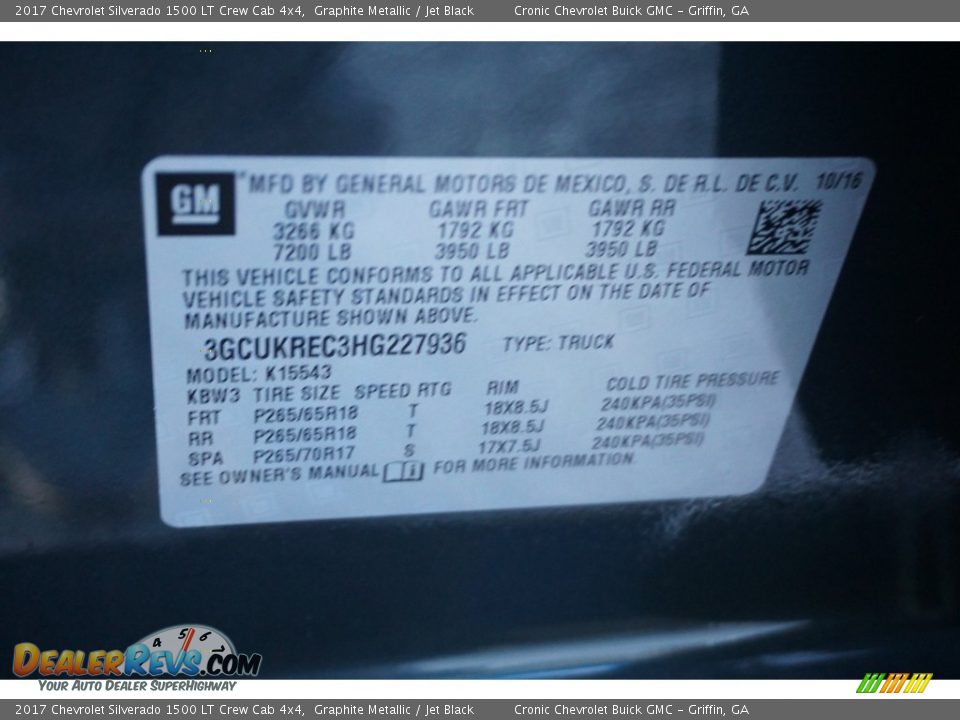 2017 Chevrolet Silverado 1500 LT Crew Cab 4x4, Graphite Metallic / Jet Black Cronic Chevrolet Buick GMC – Griffin, GA
GM MFD BY GENERAL MOTORS DE MEXICO, S. DE R.L. DE C.V. 10/16
GVWR GAWR FRT GAWR RR
3266 KG 1792 KG 1792 KG
7200 LB 3950 LB 3950 LB
THIS VEHICLE CONFORMS TO ALL APPLICABLE U.S. FEDERAL MOTOR
VEHICLE SAFETY STANDARDS IN EFFECT ON THE DATE OF
MANUFACTURE SHOWN ABOVE.
3GCUKREC3HG227936 TYPE: TRUCK
MODEL: K15543
KBW3 TIRE SIZE SPEED RTG RIM COLD TIRE PRESSURE
FRT P265/65R18 T 18X8.5J 240KPA(35PSI)
RR P265/65R18 T 18X8.5J 240KPA(35PSI)
SPA P265/70R17 S 17X7.5J 240KPA(35PSI)
SEE OWNER'S MANUAL FOR MORE INFORMATION.
4 5 6
DEALERREVS.COM
YOUR AUTO DEALER SUPERHIGHWAY
2017 Chevrolet Silverado 1500 LT Crew Cab 4x4, Graphite Metallic / Jet Black Cronic Chevrolet Buick GMC – Griffin, GA